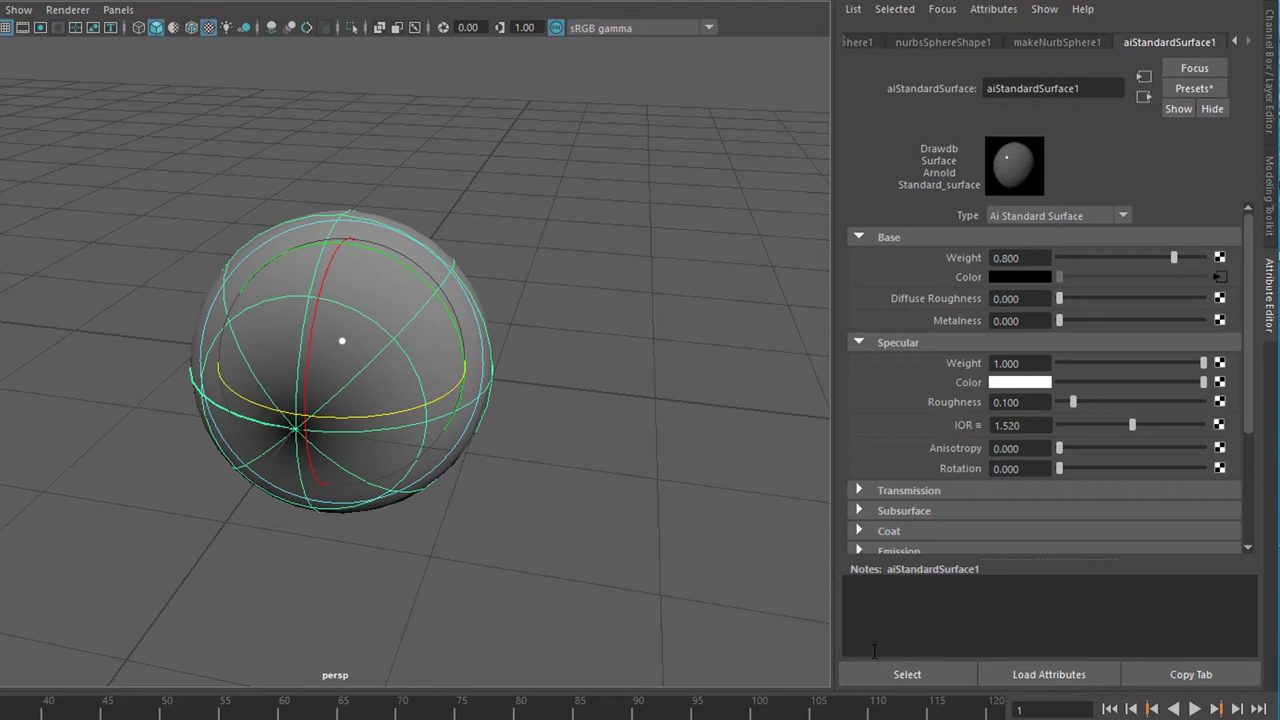 Show Renderer Panels
0.00 1.00 sRGB gamma
List Selected Focus Attributes Show Help
here1 nurbsSphereShape1 makeNurbSphere1 aiStandardSurface1
aiStandardSurface: aiStandardSurface1
Focus
Presets*
Show Hide
Drawdb
Surface
Arnold
Standard_surface
Type Ai Standard Surface
Base
Weight 0.800
Color
Diffuse Roughness 0.000
Metalness 0.000
Specular
Weight 1.000
Color
Roughness 0.100
IOR 1.520
Anisotropy 0.000
Rotation 0.000
Transmission
Subsurface
Coat
Emission
Notes: aiStandardSurface1
Select Load Attributes Copy Tab
Channel Box / Layer Editor
Modeling Toolkit
Attribute Editor
persp
40 45 50 55 60 65 70 75 80 85 90 95 100 105 110 115 120
1